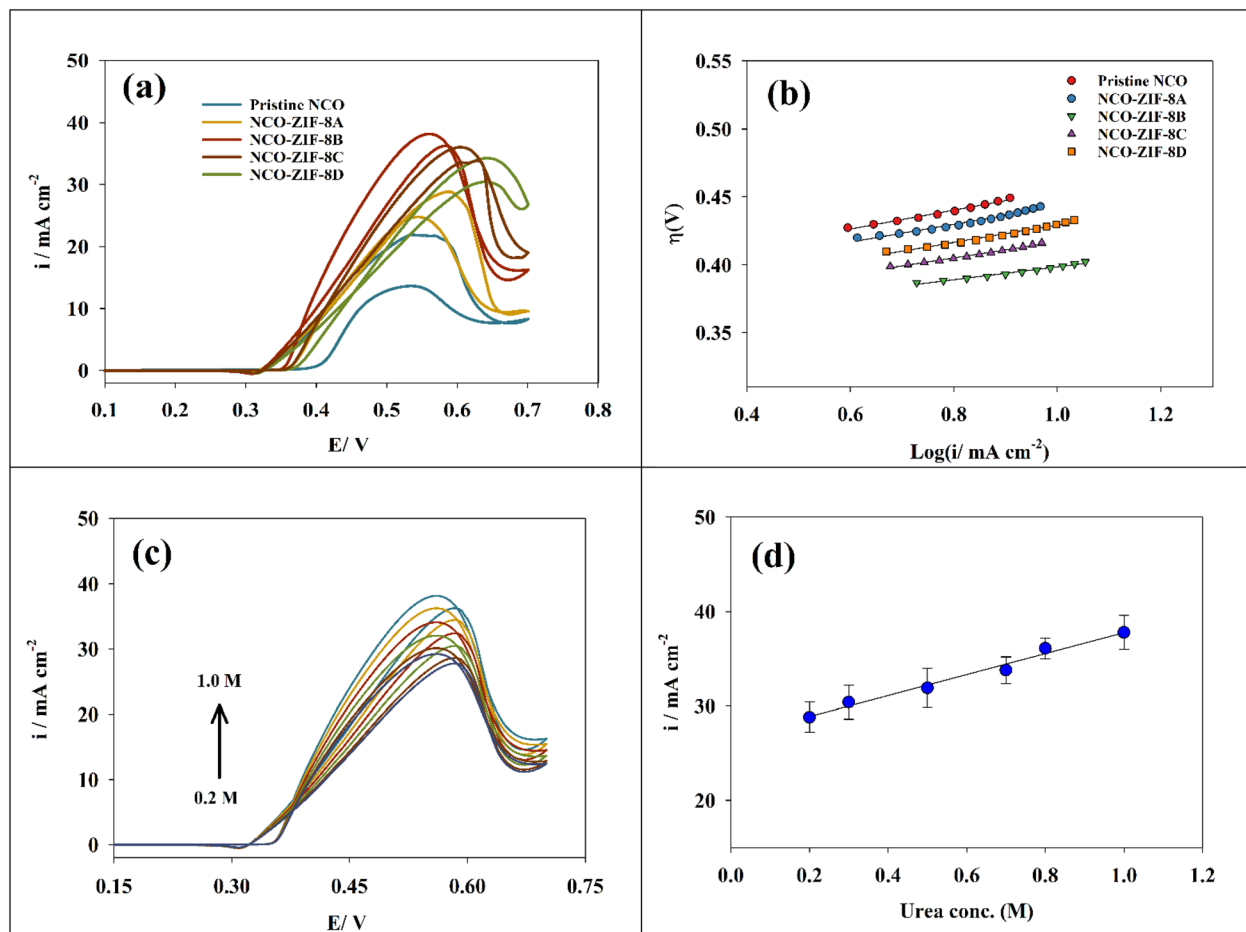 (a)
Pristine NCO
NCO-ZIF-8A
NCO-ZIF-8B
NCO-ZIF-8C
NCO-ZIF-8D
i / mA cm-2
50
40
30
20
10
0
0.1 0.2 0.3 0.4 0.5 0.6 0.7 0.8
E/ V
(b)
Pristine NCO
NCO-ZIF-8A
NCO-ZIF-8B
NCO-ZIF-8C
NCO-ZIF-8D
η(V)
0.55
0.50
0.45
0.40
0.35
0.4 0.6 0.8 1.0 1.2
Log(i/ mA cm-2)
(c)
1.0 M
0.2 M
i / mA cm-2
50
40
30
20
10
0
0.15 0.30 0.45 0.60 0.75
E/ V
(d)
i / mA cm-2
50
40
30
20
0.0 0.2 0.4 0.6 0.8 1.0 1.2
Urea conc. (M)